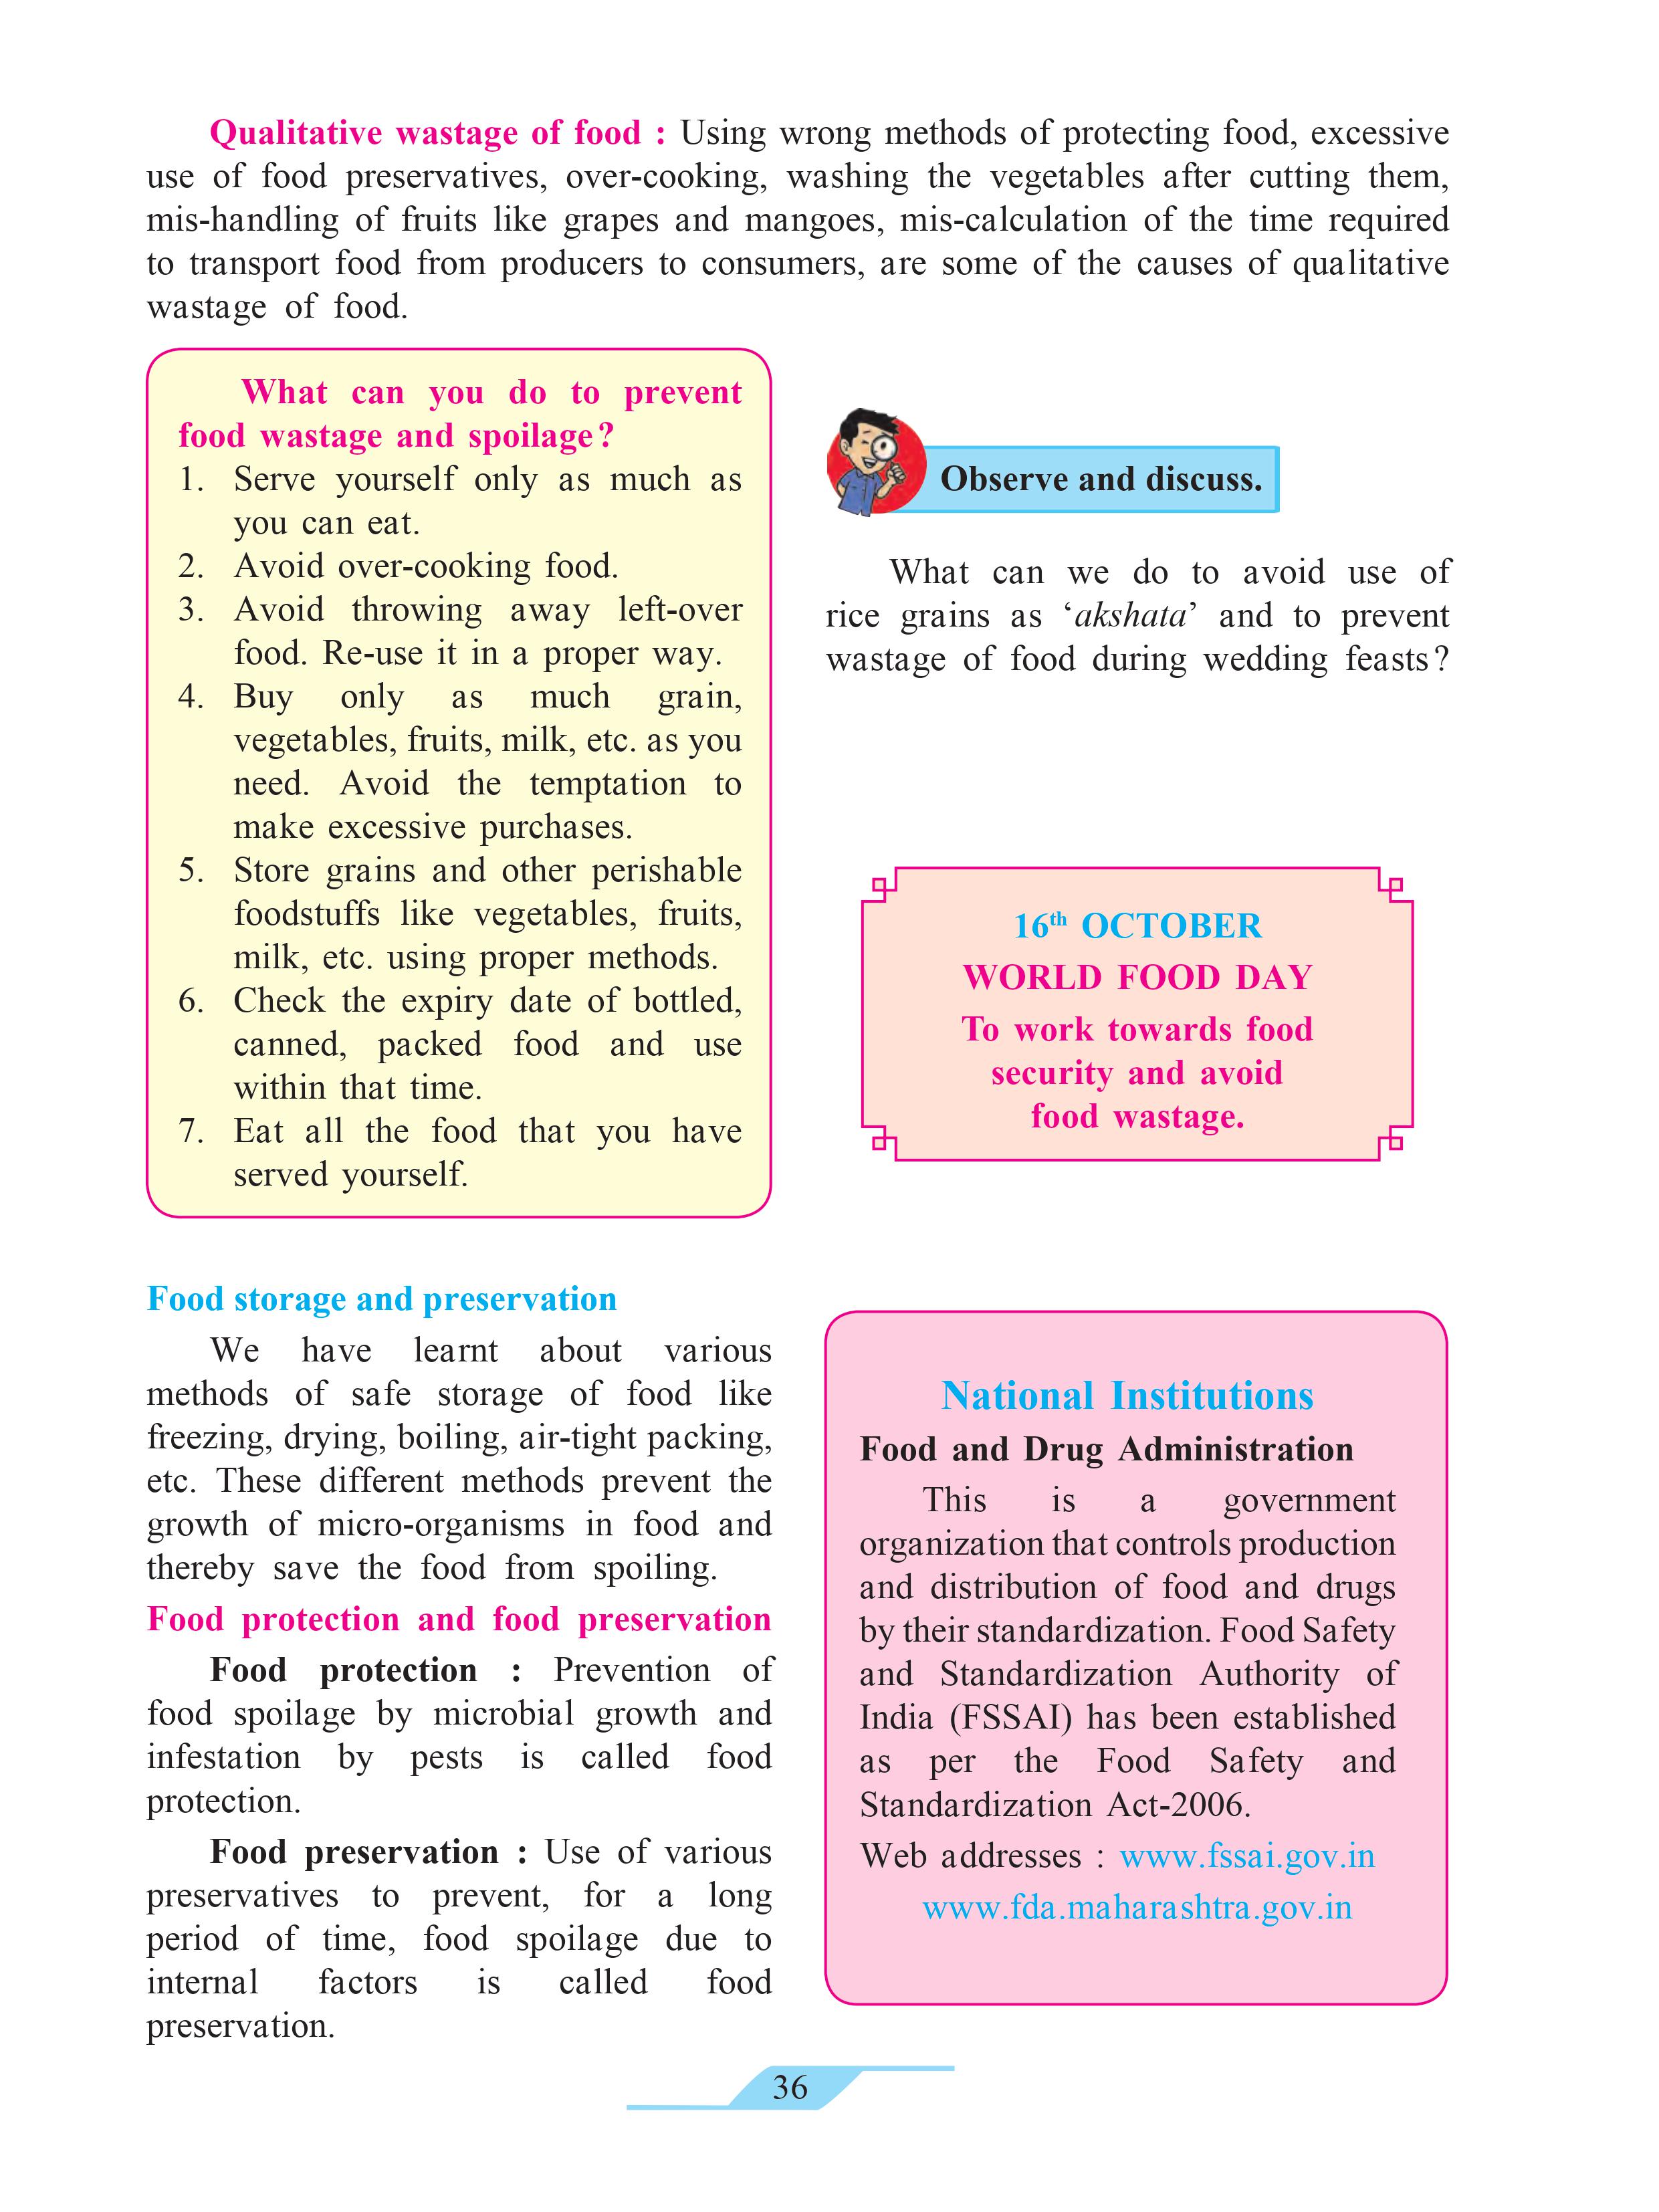 Qualitative wastage of food : Using wrong methods of protecting food, excessive
use of food preservatives, over-cooking, washing the vegetables after cutting them,
mis-handling of fruits like grapes and mangoes, mis-calculation of the time required
to transport food from producers to consumers, are some of the causes of qualitative
wastage of food.
What can you do to prevent
food wastage and spoilage?
1. Serve yourself only as much as
you can eat.
2. Avoid over-cooking food.
3. Avoid throwing away left-over
food. Re-use it in a proper way.
4. Buy only as much grain,
vegetables, fruits, milk, etc. as you
need. Avoid the temptation to
make excessive purchases.
5. Store grains and other perishable
foodstuffs like vegetables, fruits,
milk, etc. using proper methods.
6. Check the expiry date of bottled,
canned, packed food and use
within that time.
7. Eat all the food that you have
served yourself.
Observe and discuss.
What can we do to avoid use of
rice grains as ‘akshata’ and to prevent
wastage of food during wedding feasts?
16th OCTOBER
WORLD FOOD DAY
To work towards food
security and avoid
food wastage.
Food storage and preservation
We have learnt about various
methods of safe storage of food like
freezing, drying, boiling, air-tight packing,
etc. These different methods prevent the
growth of micro-organisms in food and
thereby save the food from spoiling.
Food protection and food preservation
Food protection : Prevention of
food spoilage by microbial growth and
infestation by pests is called food
protection.
Food preservation : Use of various
preservatives to prevent, for a long
period of time, food spoilage due to
internal factors is called food
preservation.
National Institutions
Food and Drug Administration
This is a government
organization that controls production
and distribution of food and drugs
by their standardization. Food Safety
and Standardization Authority of
India (FSSAI) has been established
as per the Food Safety and
Standardization Act-2006.
Web addresses : www.fssai.gov.in
www.fda.maharashtra.gov.in
36